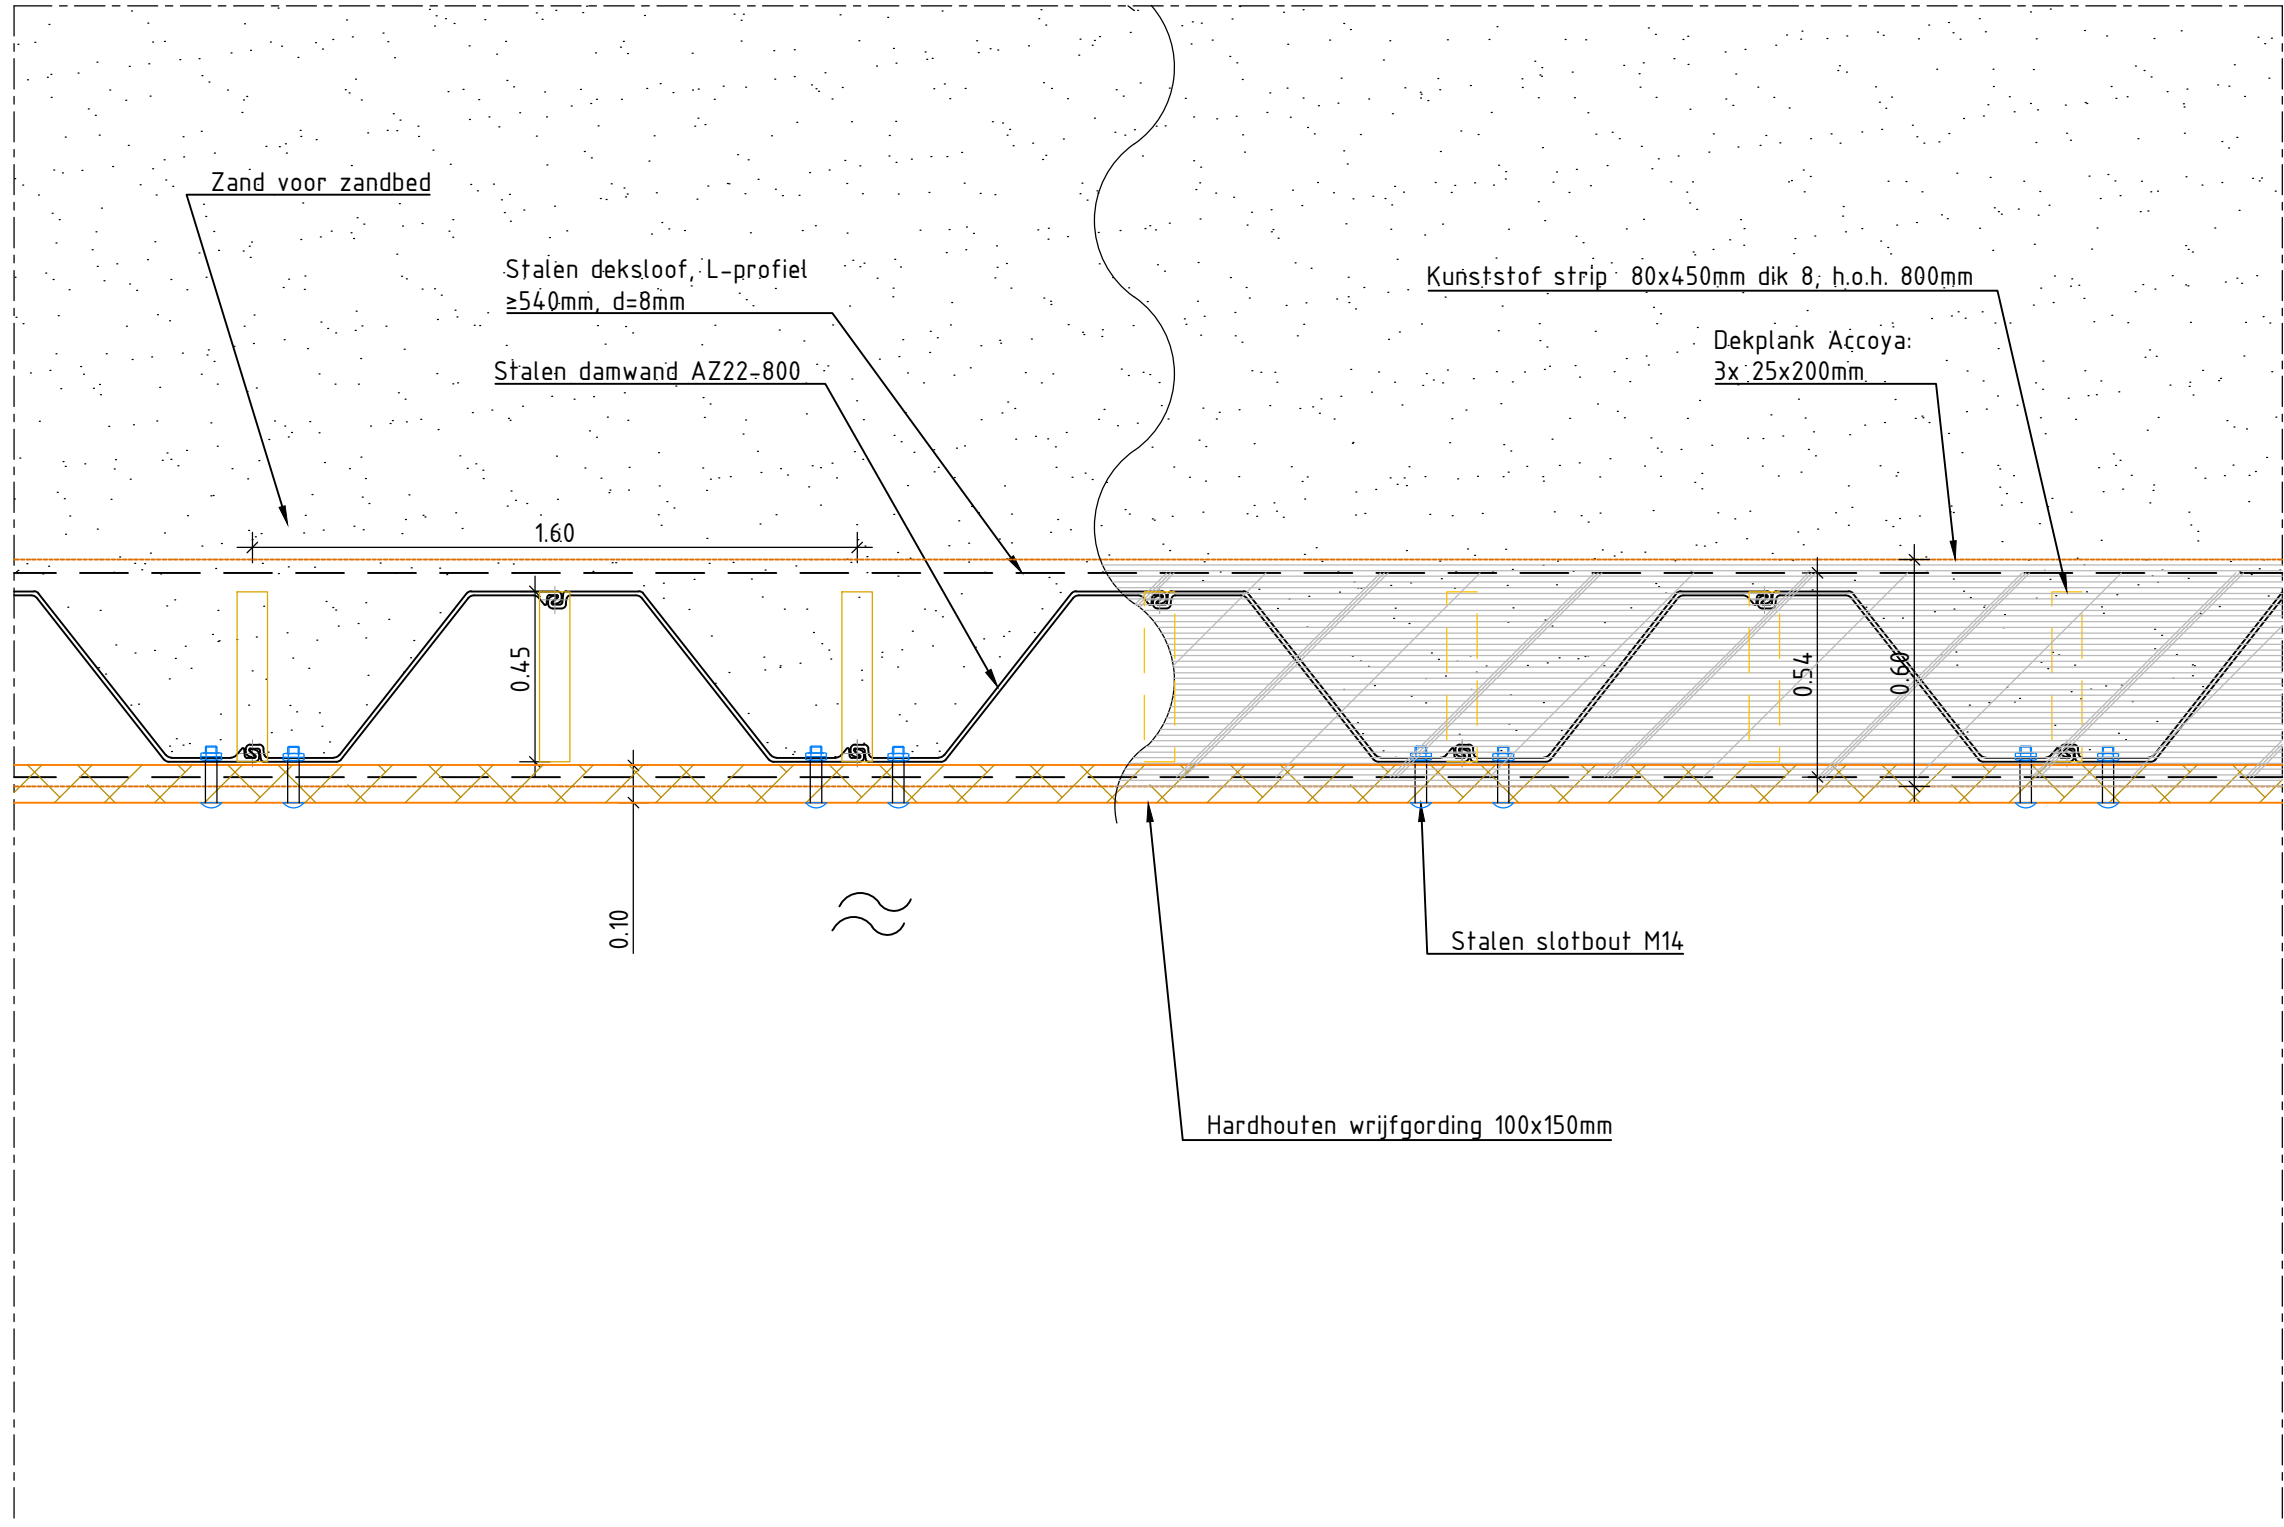 Zand voor zandbed
Stalen deksloof, L-profiel
≥540mm, d=8mm
Kunststof strip 80x450mm dik 8, h.o.h. 800mm
Dekplank Accoya:
3x 25x200mm
Stalen damwand AZ22-800
1.60
0.45
0.54
0.60
0.10
Stalen slotbout M14
Hardhouten wrijfgording 100x150mm